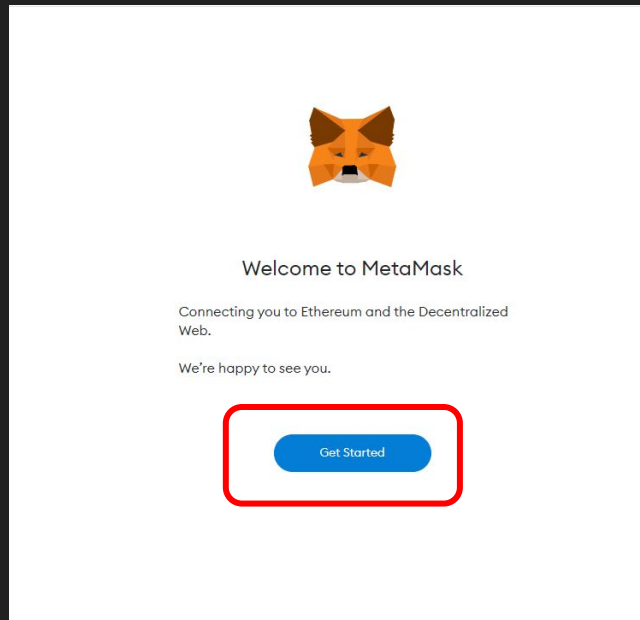 Welcome to MetaMask
Connecting you to Ethereum and the Decentralized
Web.
We're happy to see you.
Get Started